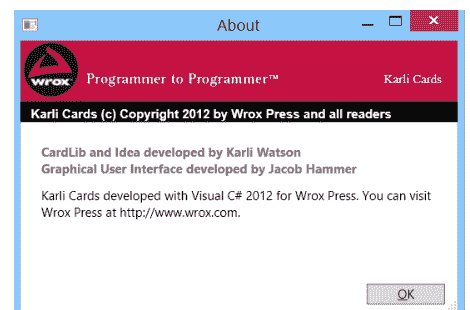 About
wrox
Programmer to Programmer™
Karli Cards
Karli Cards (c) Copyright 2012 by Wrox Press and all readers
CardLib and Idea developed by Karli Watson
Graphical User Interface developed by Jacob Hammer
Karli Cards developed with Visual C# 2012 for Wrox Press. You can visit
Wrox Press at http://www.wrox.com.
OK